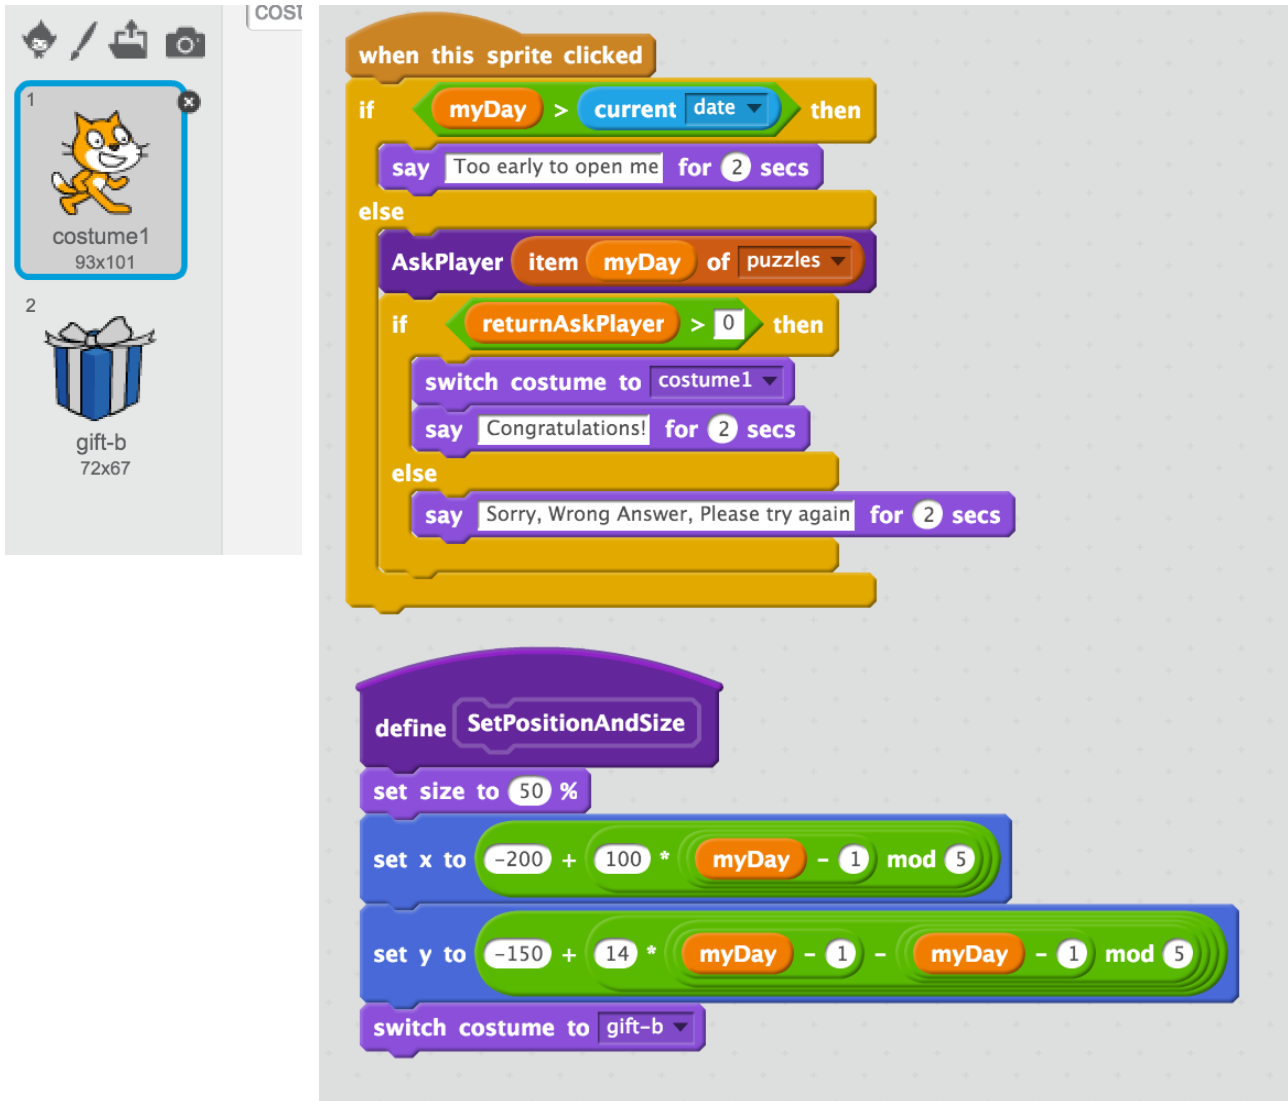 cost
1
costume1
93x101
2
gift-b
72x67
when this sprite clicked
if myDay > current date then
say Too early to open me for 2 secs
else
AskPlayer item myDay of puzzles
if returnAskPlayer > 0 then
switch costume to costume1
say Congratulations! for 2 secs
else
say Sorry, Wrong Answer, Please try again for 2 secs
define SetPositionAndSize
set size to 50 %
set x to -200 + 100 * myDay - 1 mod 5
set y to -150 + 14 * myDay - 1 - myDay - 1 mod 5
switch costume to gift-b